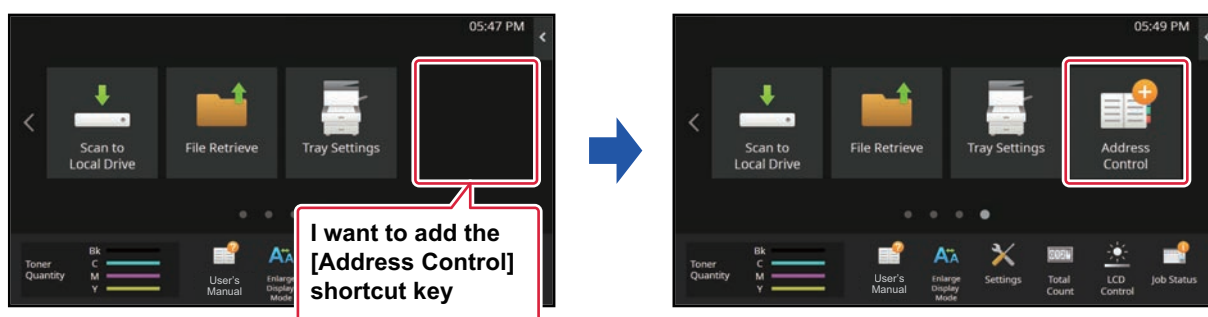 05:47 PM
Scan to
Local Drive
File Retrieve
Tray Settings
I want to add the
[Address Control]
shortcut key
Toner
Quantity
Bk
C
M
Y
User's
Manual
Enlarge
Display
Mode
05:49 PM
Scan to
Local Drive
File Retrieve
Tray Settings
Address
Control
Toner
Quantity
Bk
C
M
Y
User's
Manual
Enlarge
Display
Mode
Settings
Total
Count
LCD
Control
Job Status